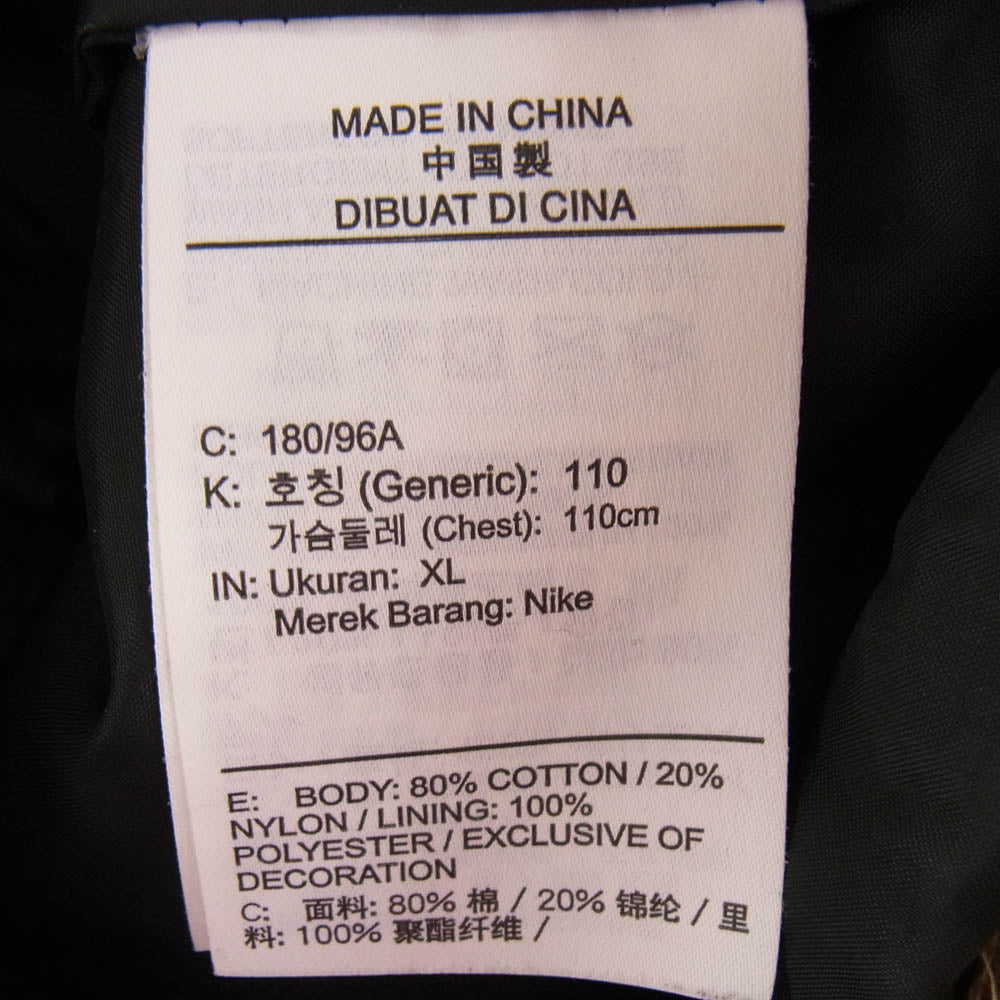 MADE IN CHINA
中国製
DIBUAT DI CINA
C: 180/96A
K: 호칭 (Generic): 110
가슴둘레 (Chest): 110cm
IN: Ukuran: XL
Merek Barang: Nike
E: BODY: 80% COTTON / 20%
NYLON / LINING: 100%
POLYESTER / EXCLUSIVE OF
DECORATION
C: 面料: 80% 棉 / 20% 锦纶 / 里
料: 100% 聚酯纤维 /